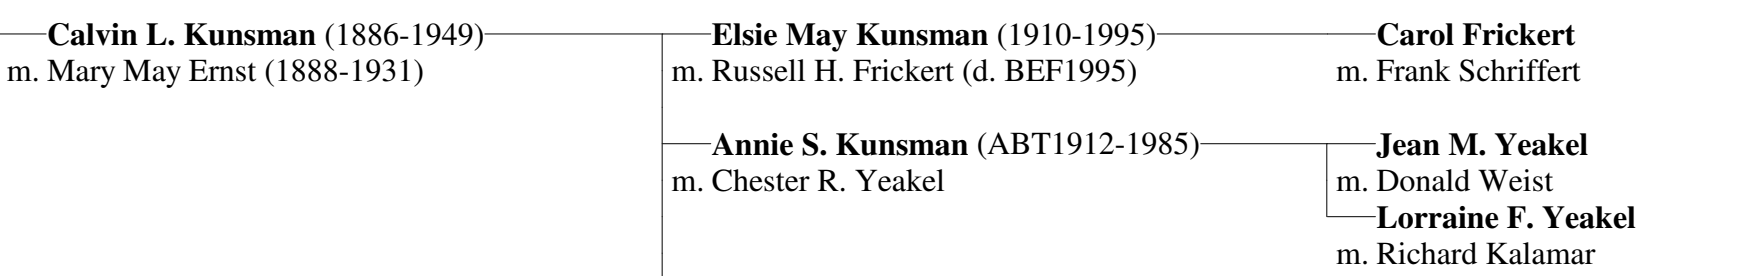 Calvin L. Kunsman (1886-1949)
m. Mary May Ernst (1888-1931)
Elsie May Kunsman (1910-1995)
m. Russell H. Frickert (d. BEF1995)
Carol Frickert
m. Frank Schriffert
Annie S. Kunsman (ABT1912-1985)
m. Chester R. Yeakel
Jean M. Yeakel
m. Donald Weist
Lorraine F. Yeakel
m. Richard Kalamar